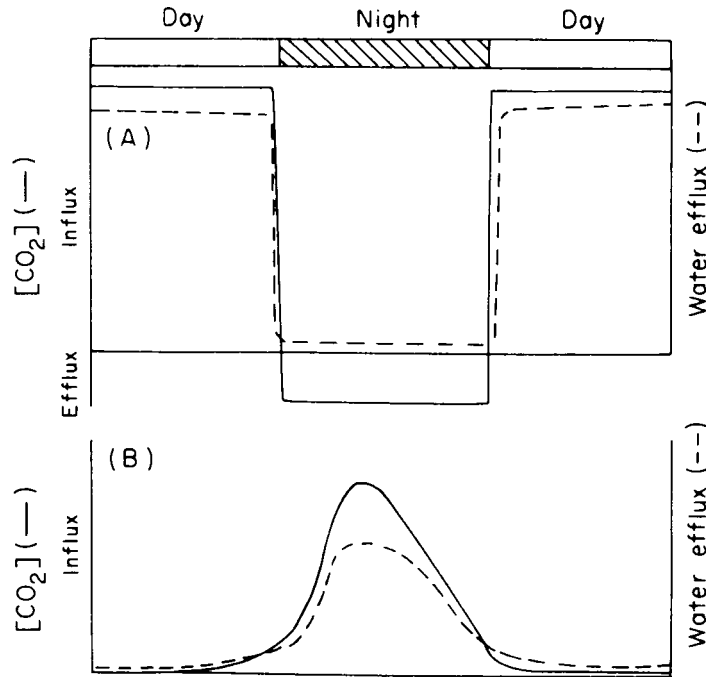 Day Night Day
(A)
[CO₂] (—)
Influx
Efflux
Water efflux (--)
(B)
[CO₂] (—)
Influx
Water efflux (--)